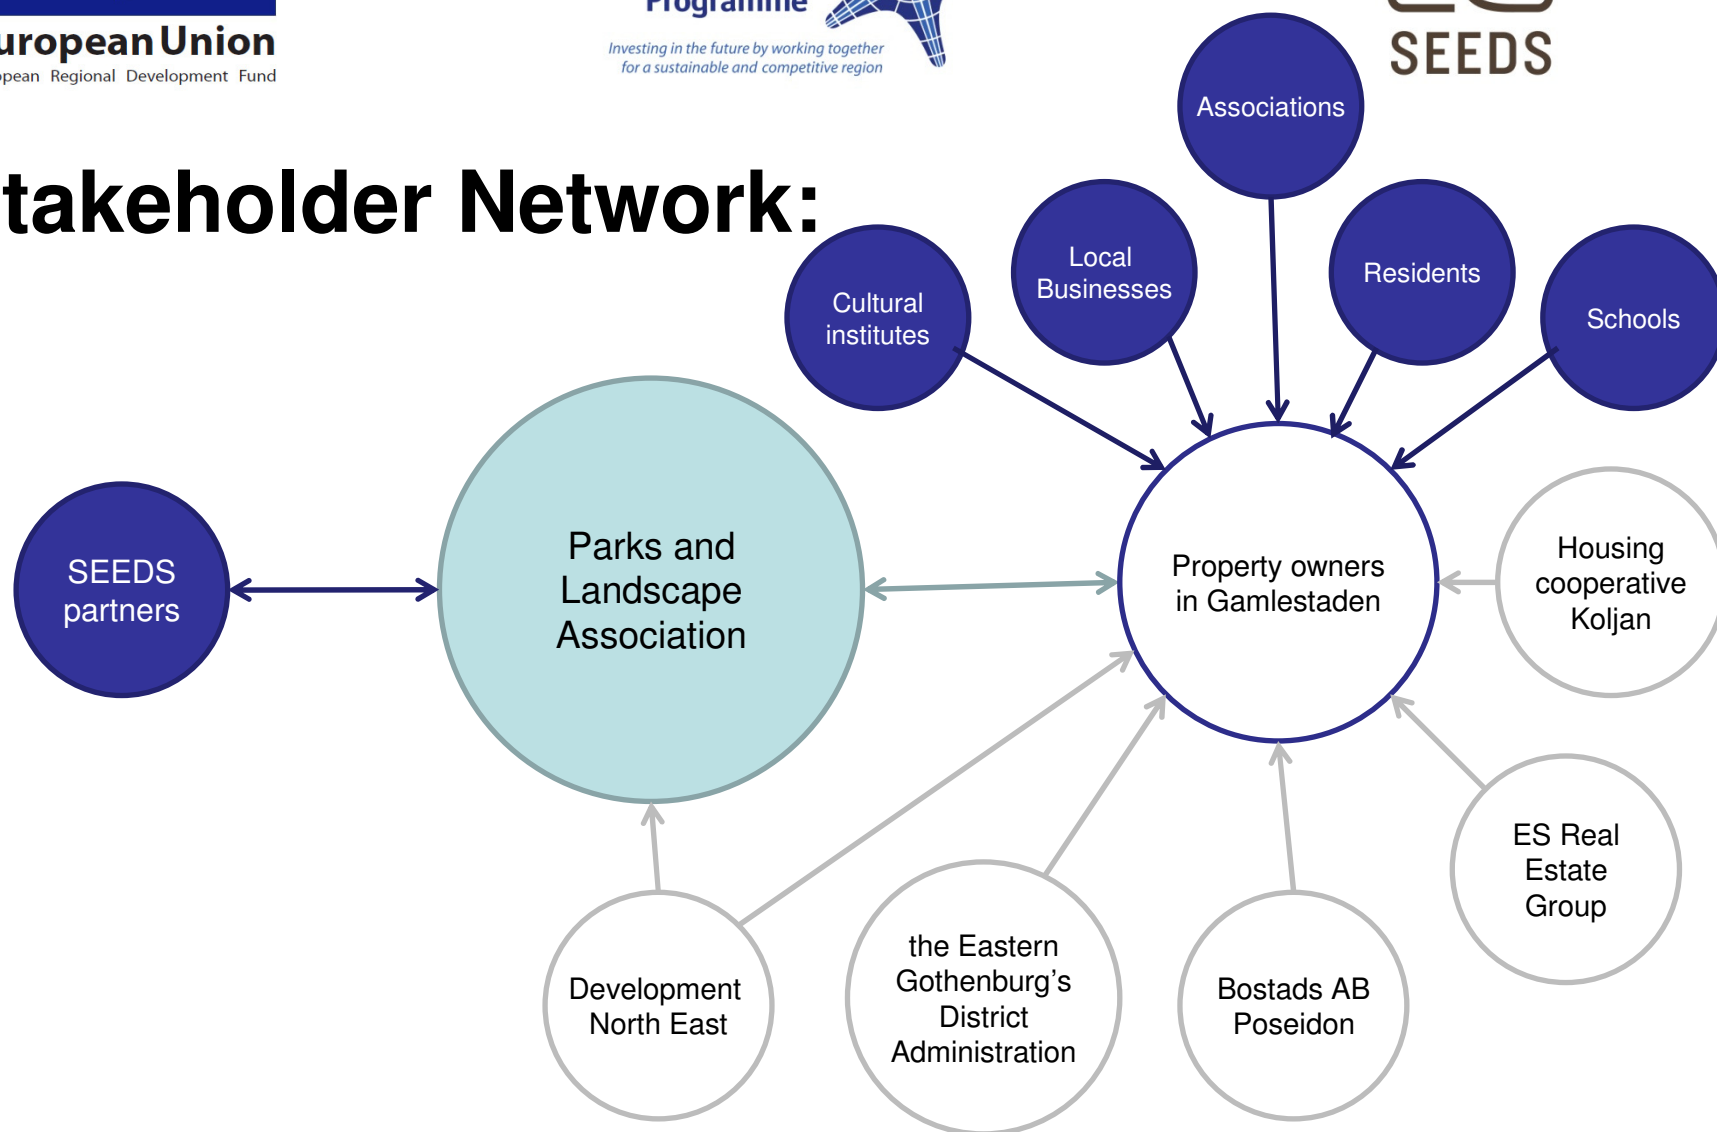 uropean Union
opean Regional Development Fund
Programme
Investing in the future by working together
for a sustainable and competitive region
SEEDS
takeholder Network:
Associations
Local
Businesses
Residents
Cultural
institutes
Schools
SEEDS
partners
Parks and
Landscape
Association
Property owners
in Gamlestaden
Housing
cooperative
Koljan
ES Real
Estate
Group
Development
North East
the Eastern
Gothenburg’s
District
Administration
Bostads AB
Poseidon